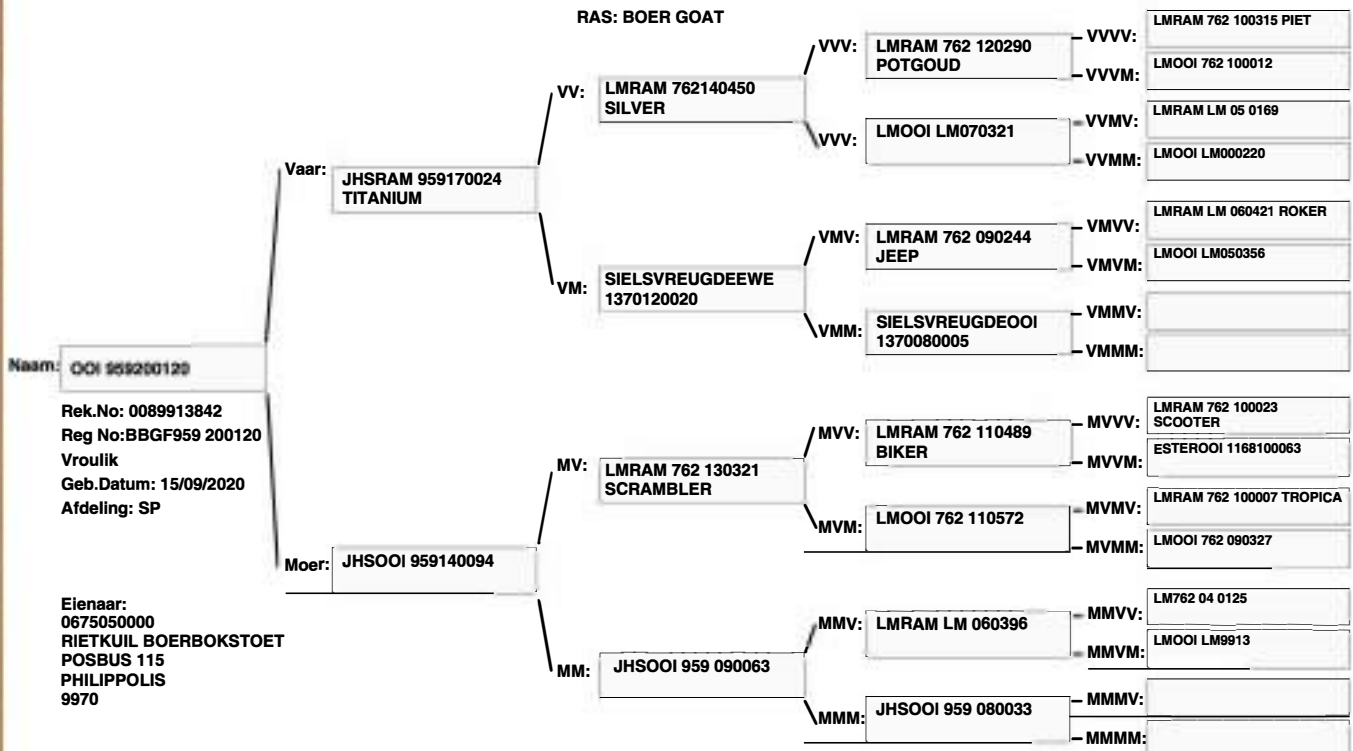 RAS: BOER GOAT
Naam: OOI 959200120
Rek.No: 0089913842
Reg No:BBGF959 200120
Vroulik
Geb.Datum: 15/09/2020
Afdeling: SP
Eienaar:
0675050000
RIETKUIL BOERBOKSTOET
POSBUS 115
PHILIPPOLIS
9970
Vaar: JHSRAM 959170024
TITANIUM
Moer: JHSOOI 959140094
VV: LMRAM 762140450
SILVER
VM: SIELSVREUGDEEWE
1370120020
MV: LMRAM 762 130321
SCRAMBLER
MM: JHSOOI 959 090063
VVV: LMRAM 762 120290
POTGOUD
VVV: LMOOI LM070321
VMV: LMRAM 762 090244
JEEP
VMM: SIELSVREUGDEOOI
1370080005
MVV: LMRAM 762 110489
BIKER
MVM: LMOOI 762 110572
MMV: LMRAM LM 060396
MMM: JHSOOI 959 080033
VVVV: LMRAM 762 100315 PIET
VVVM: LMOOI 762 100012
VVMV: LMRAM LM 05 0169
VVMM: LMOOI LM000220
VMVV: LMRAM LM 060421 ROKER
VMVM: LMOOI LM050356
VMMV:
VMMM:
MVVV: LMRAM 762 100023
SCOOTER
MVVM: ESTEROOI 1168100063
MVMV: LMRAM 762 100007 TROPICA
MVMM: LMOOI 762 090327
MMVV: LM762 04 0125
MMVM: LMOOI LM9913
MMMV:
MMMM: